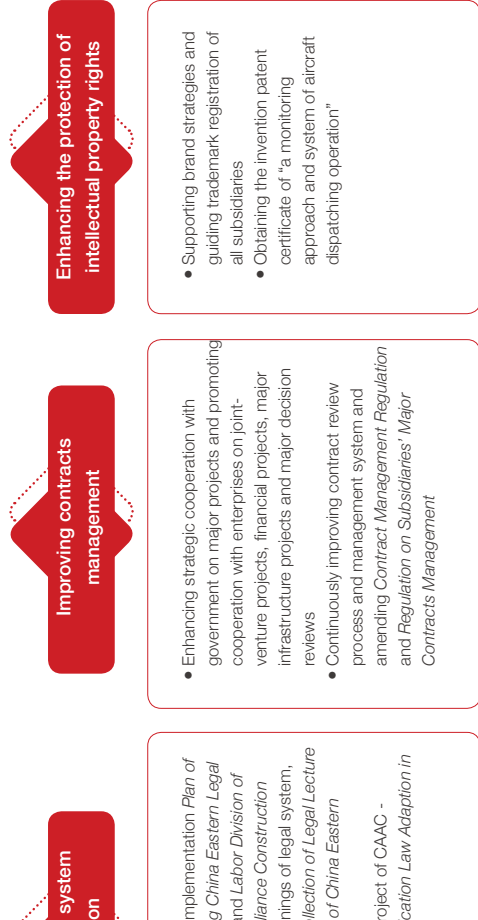 system
on
mplementation Plan of
g China Eastern Legal
and Labor Division of
liance Construction
nings of legal system,
llection of Legal Lecture
of China Eastern
roject of CAAC -
cation Law Adaption in
Improving contracts
management
● Enhancing strategic cooperation with
government on major projects and promoting
cooperation with enterprises on joint-
venture projects, financial projects, major
infrastructure projects and major decision
reviews
● Continuously improving contract review
process and management system and
amending Contract Management Regulation
and Regulation on Subsidiaries' Major
Contracts Management
Enhancing the protection of
intellectual property rights
● Supporting brand strategies and
guiding trademark registration of
all subsidiaries
● Obtaining the invention patent
certificate of “a monitoring
approach and system of aircraft
dispatching operation”